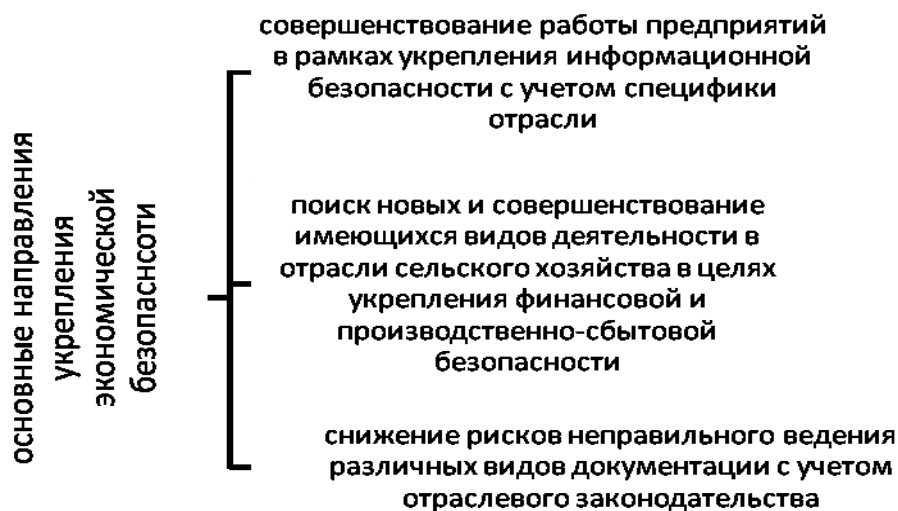 основные направления
укрепления
экономической
безопаснсоти
совершенствование работы предприятий
в рамках укрепления информационной
безопасности с учетом специфики
отрасли
поиск новых и совершенствование
имеющихся видов деятельности в
отрасли сельского хозяйства в целях
укрепления финансовой и
производственно-сбытовой
безопасности
снижение рисков неправильного ведения
различных видов документации с учетом
отраслевого законодательства